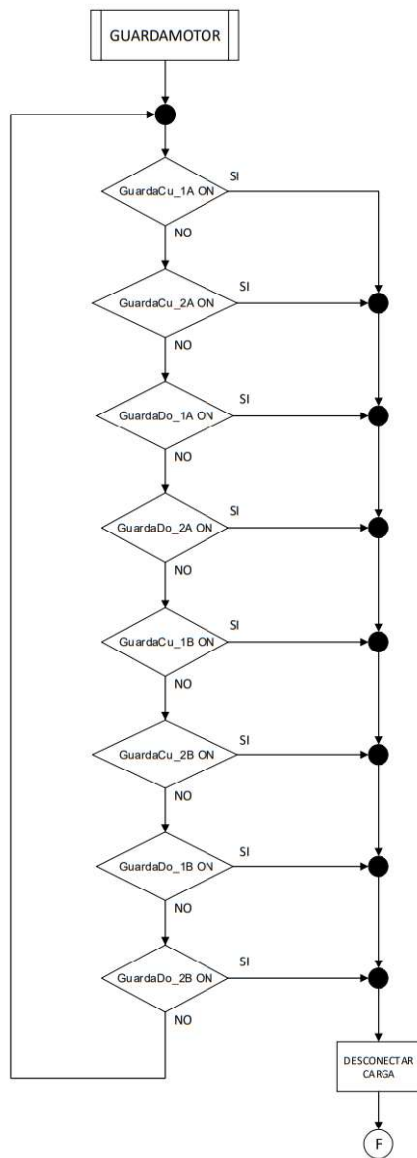 GUARDAMOTOR
GuardaCu_1A ON
SI
NO
GuardaCu_2A ON
SI
NO
GuardaDo_1A ON
SI
NO
GuardaDo_2A ON
SI
NO
GuardaCu_1B ON
SI
NO
GuardaCu_2B ON
SI
NO
GuardaDo_1B ON
SI
NO
GuardaDo_2B ON
SI
NO
DESCONECTAR
CARGA
F